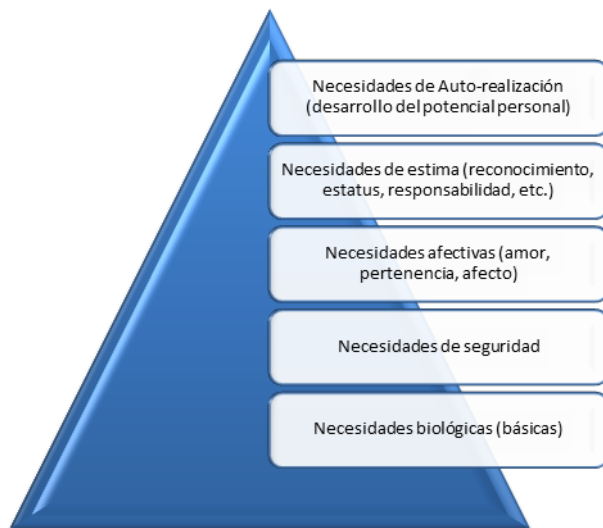 Necesidades de Auto-realización
(desarrollo del potencial personal)
Necesidades de estima (reconocimiento,
estatus, responsabilidad, etc.)
Necesidades afectivas (amor,
pertenencia, afecto)
Necesidades de seguridad
Necesidades biológicas (básicas)